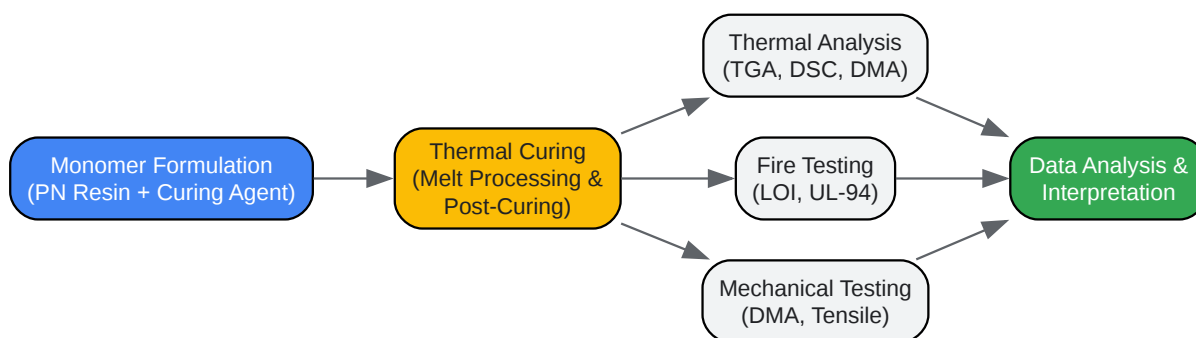 Monomer Formulation
(PN Resin + Curing Agent)
Thermal Curing
(Melt Processing &
Post-Curing)
Thermal Analysis
(TGA, DSC, DMA)
Fire Testing
(LOI, UL-94)
Mechanical Testing
(DMA, Tensile)
Data Analysis &
Interpretation